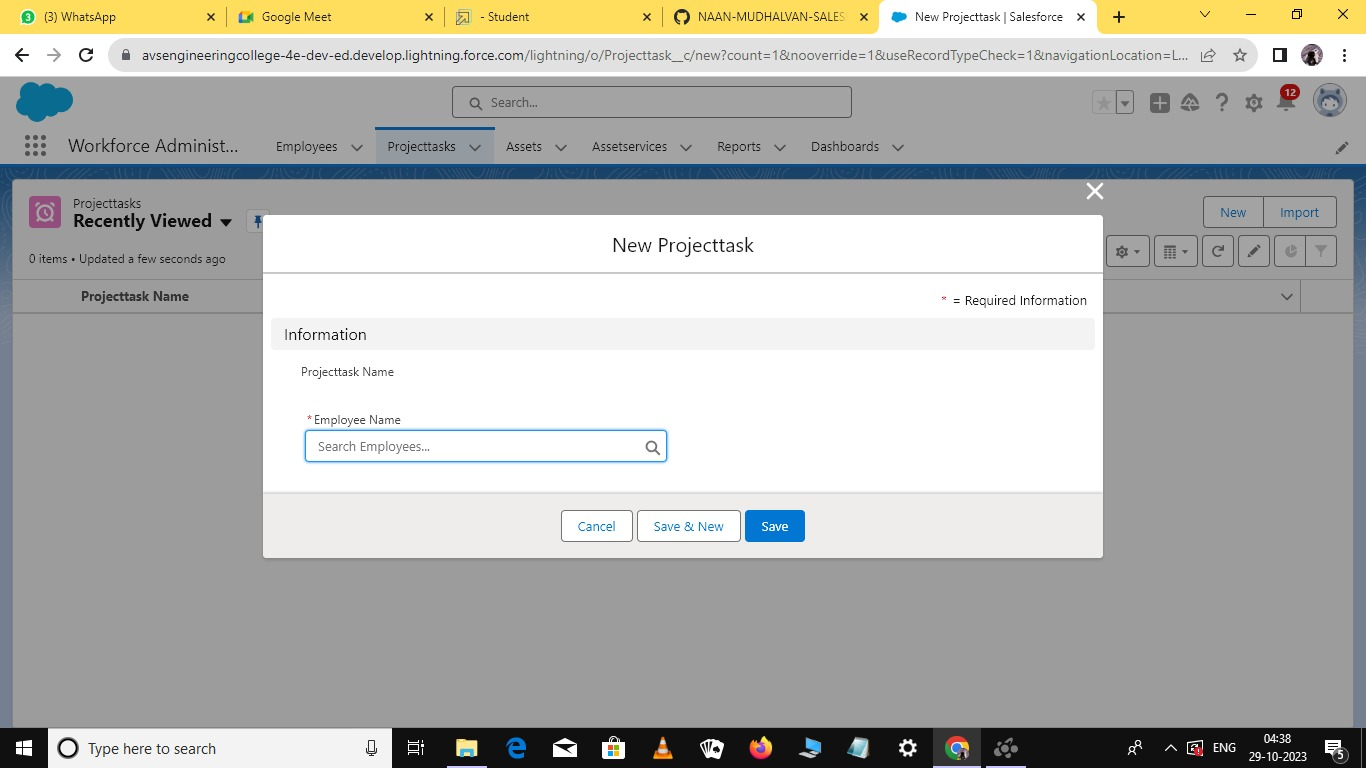 3
(3) WhatsApp
Google Meet
- Student
NAAN-MUDHALVAN-SALES
New Projecttask | Salesforce
avsengineeringcollege-4e-dev-ed.develop.lightning.force.com/lightning/o/Projecttask__c/new?count=1&nooverride=1&useRecordTypeCheck=1&navigationLocation=L...
Search...
12
Workforce Administ...
Employees
Projecttasks
Assets
Assetservices
Reports
Dashboards
Projecttasks
Recently Viewed
New
Import
0 items • Updated a few seconds ago
Projecttask Name
New Projecttask
* = Required Information
Information
Projecttask Name
*Employee Name
Search Employees...
Cancel
Save & New
Save
Type here to search
ENG
04:38
29-10-2023
5